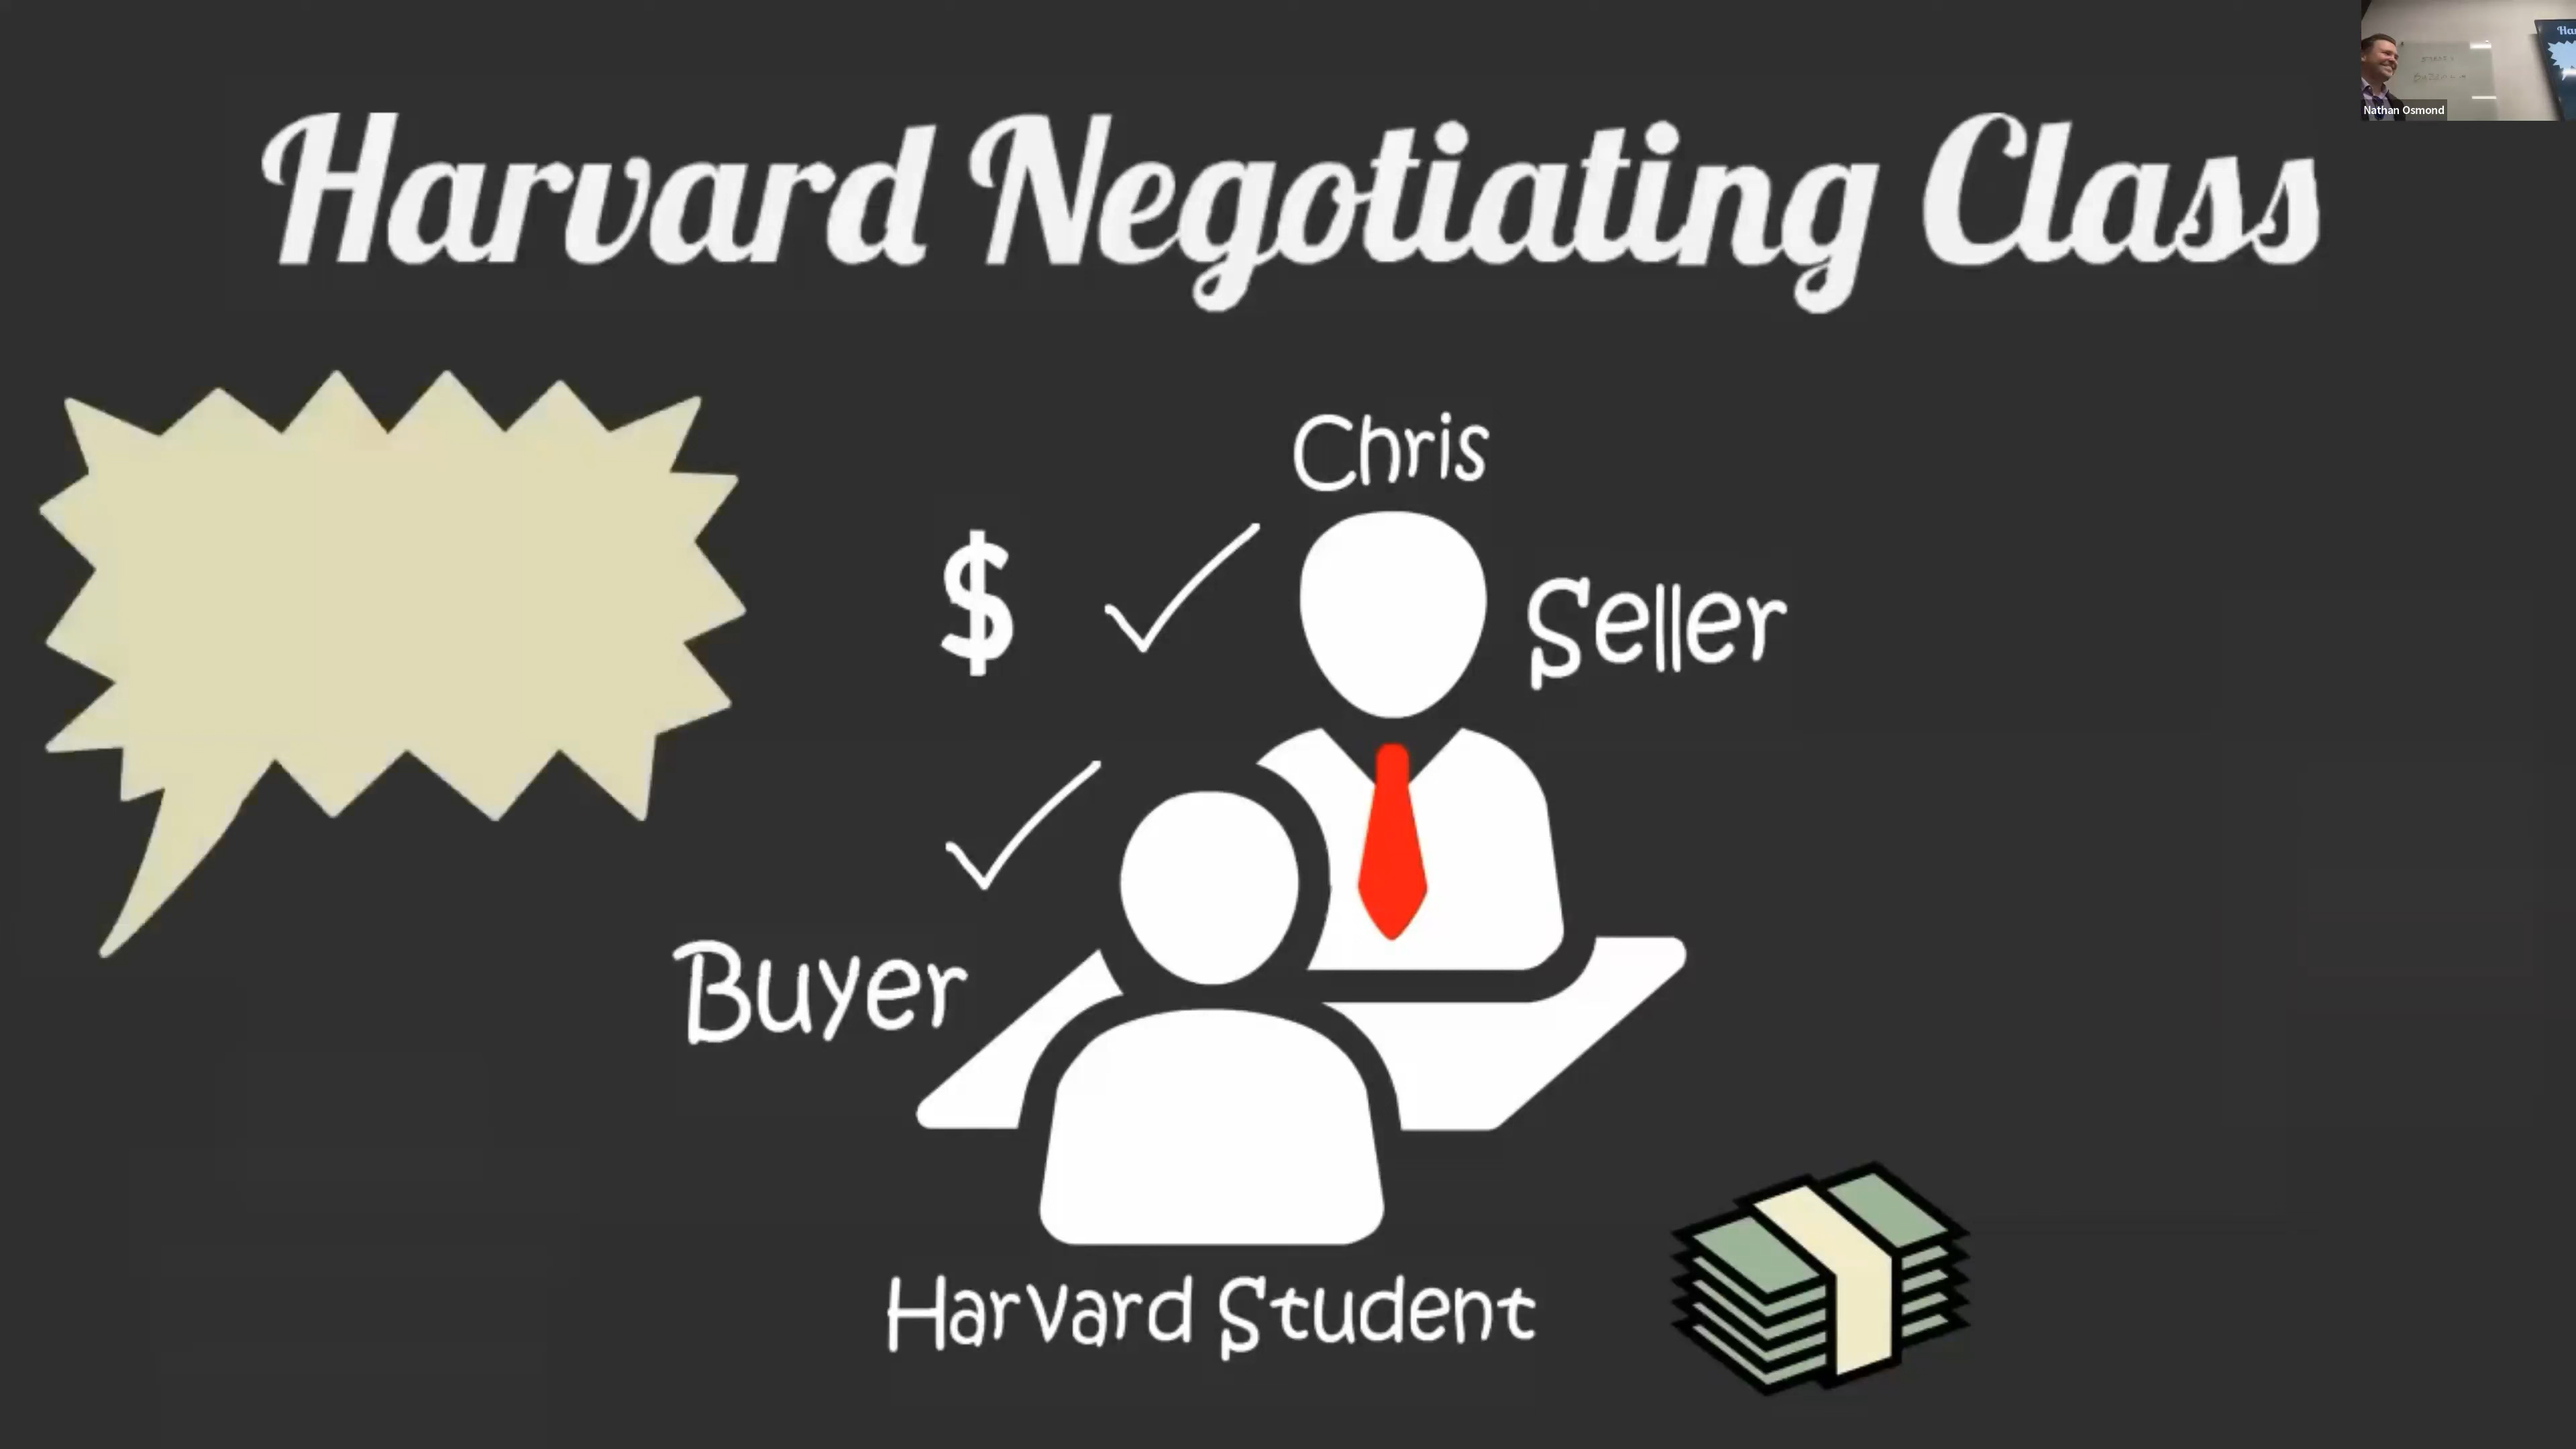 Harvard Negotiating Class
Nathan Osmond
Chris
$
Seller
Buyer
Harvard Student